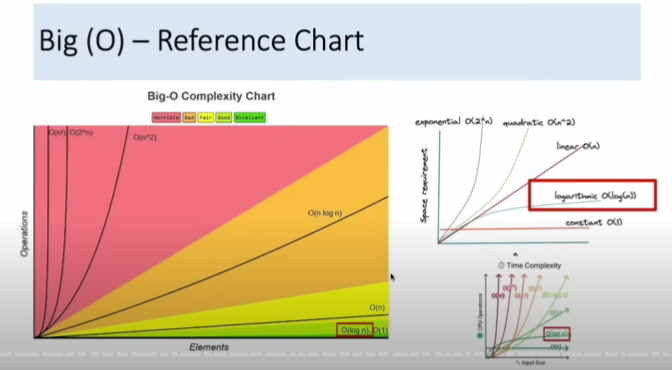 Big (O) – Reference Chart
Big-O Complexity Chart
Horrible Bad Fair Good Excellent
O(n!) O(2^n)
O(n^2)
O(n log n)
O(n)
O(log n), O(1)
Operations
Elements
exponential O(2^n) quadratic O(n^2)
linear O(n)
logarithmic O(log(n))
constant O(1)
Space requirement
n
Time Complexity
CPU Operations
Input Size